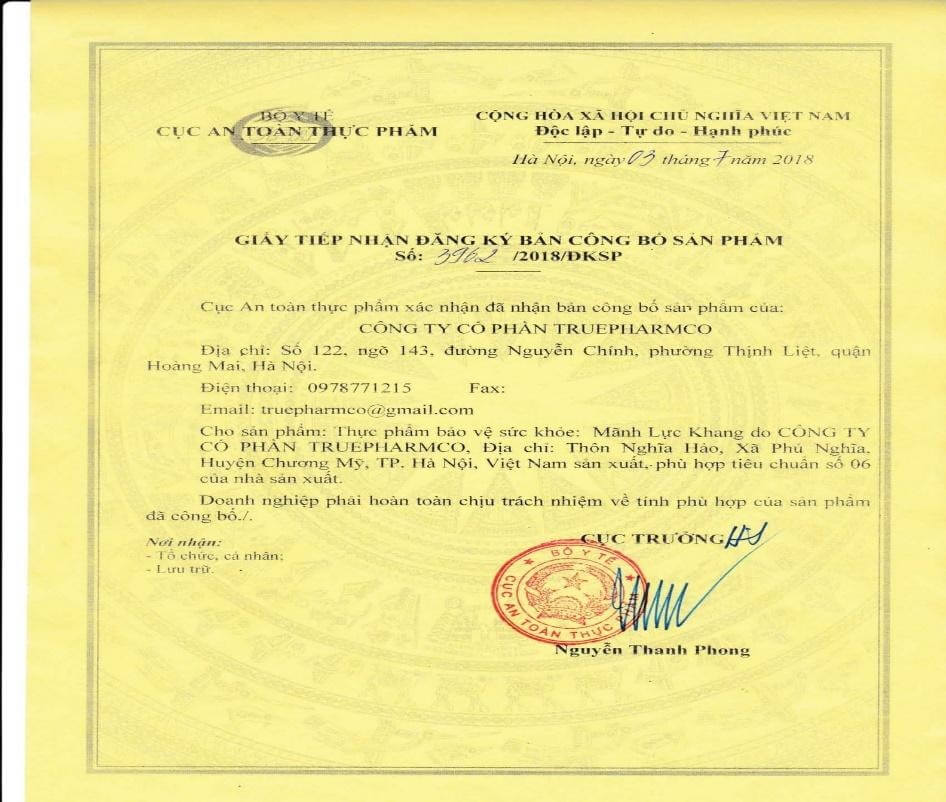 BỘ Y TẾ
CỤC AN TOÀN THỰC PHẨM
CỘNG HÒA XÃ HỘI CHỦ NGHĨA VIỆT NAM
Độc lập - Tự do - Hạnh phúc
Hà Nội, ngày 03 tháng 7 năm 2018
GIẤY TIẾP NHẬN ĐĂNG KÝ BẢN CÔNG BỐ SẢN PHẨM
Số: 3962 /2018/ĐKSP
Cục An toàn thực phẩm xác nhận đã nhận bản công bố sản phẩm của:
CÔNG TY CỔ PHẦN TRUEPHARMCO
Địa chỉ: Số 122, ngõ 143, đường Nguyễn Chính, phường Thịnh Liệt, quận
Hoàng Mai, Hà Nội.
Điện thoại: 0978771215 Fax:
Email: truepharmco@gmail.com
Cho sản phẩm: Thực phẩm bảo vệ sức khỏe: Mãnh Lực Khang do CÔNG TY
CỔ PHẦN TRUEPHARMCO, Địa chỉ: Thôn Nghĩa Hảo, Xã Phú Nghĩa,
Huyện Chương Mỹ, TP. Hà Nội, Việt Nam sản xuất, phù hợp tiêu chuẩn số 06
của nhà sản xuất.
Doanh nghiệp phải hoàn toàn chịu trách nhiệm về tính phù hợp của sản phẩm
đã công bố./.
Nơi nhận:
- Tổ chức, cá nhân;
- Lưu trữ.
CỤC TRƯỞNG
BỘ Y TẾ
CỤC AN TOÀN THỰC PHẨM
Nguyễn Thanh Phong